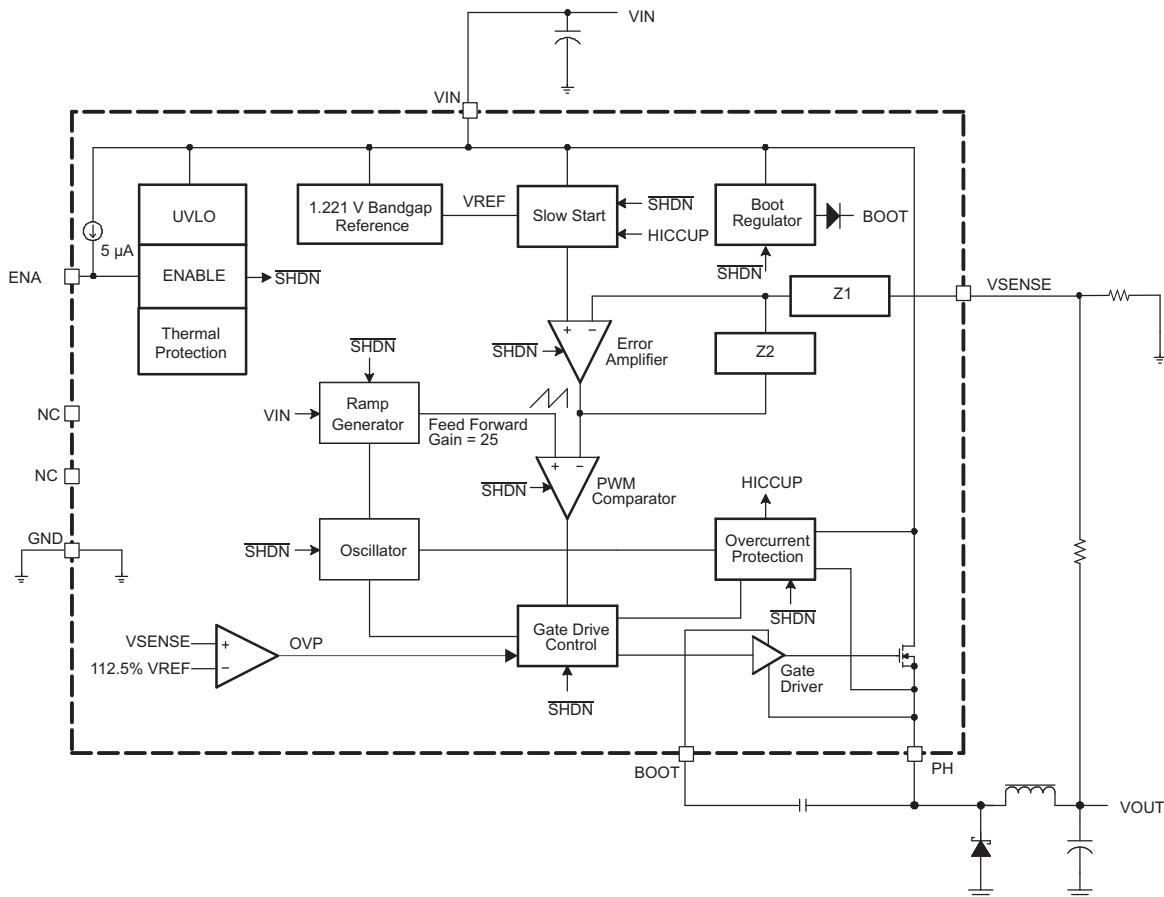 VIN
VIN
UVLO
1.221 V Bandgap
Reference
VREF
Slow Start
SHDN
HICCUP
Boot
Regulator
BOOT
SHDN
5 µA
ENA
ENABLE
SHDN
Thermal
Protection
Z1
VSENSE
Z2
+ −
SHDN
Error
Amplifier
SHDN
VIN
Ramp
Generator
Feed Forward
Gain = 25
NC
NC
+ −
SHDN
PWM
Comparator
HICCUP
GND
SHDN
Oscillator
Overcurrent
Protection
SHDN
VSENSE
+
112.5% VREF
−
OVP
Gate Drive
Control
SHDN
Gate
Driver
BOOT
PH
VOUT